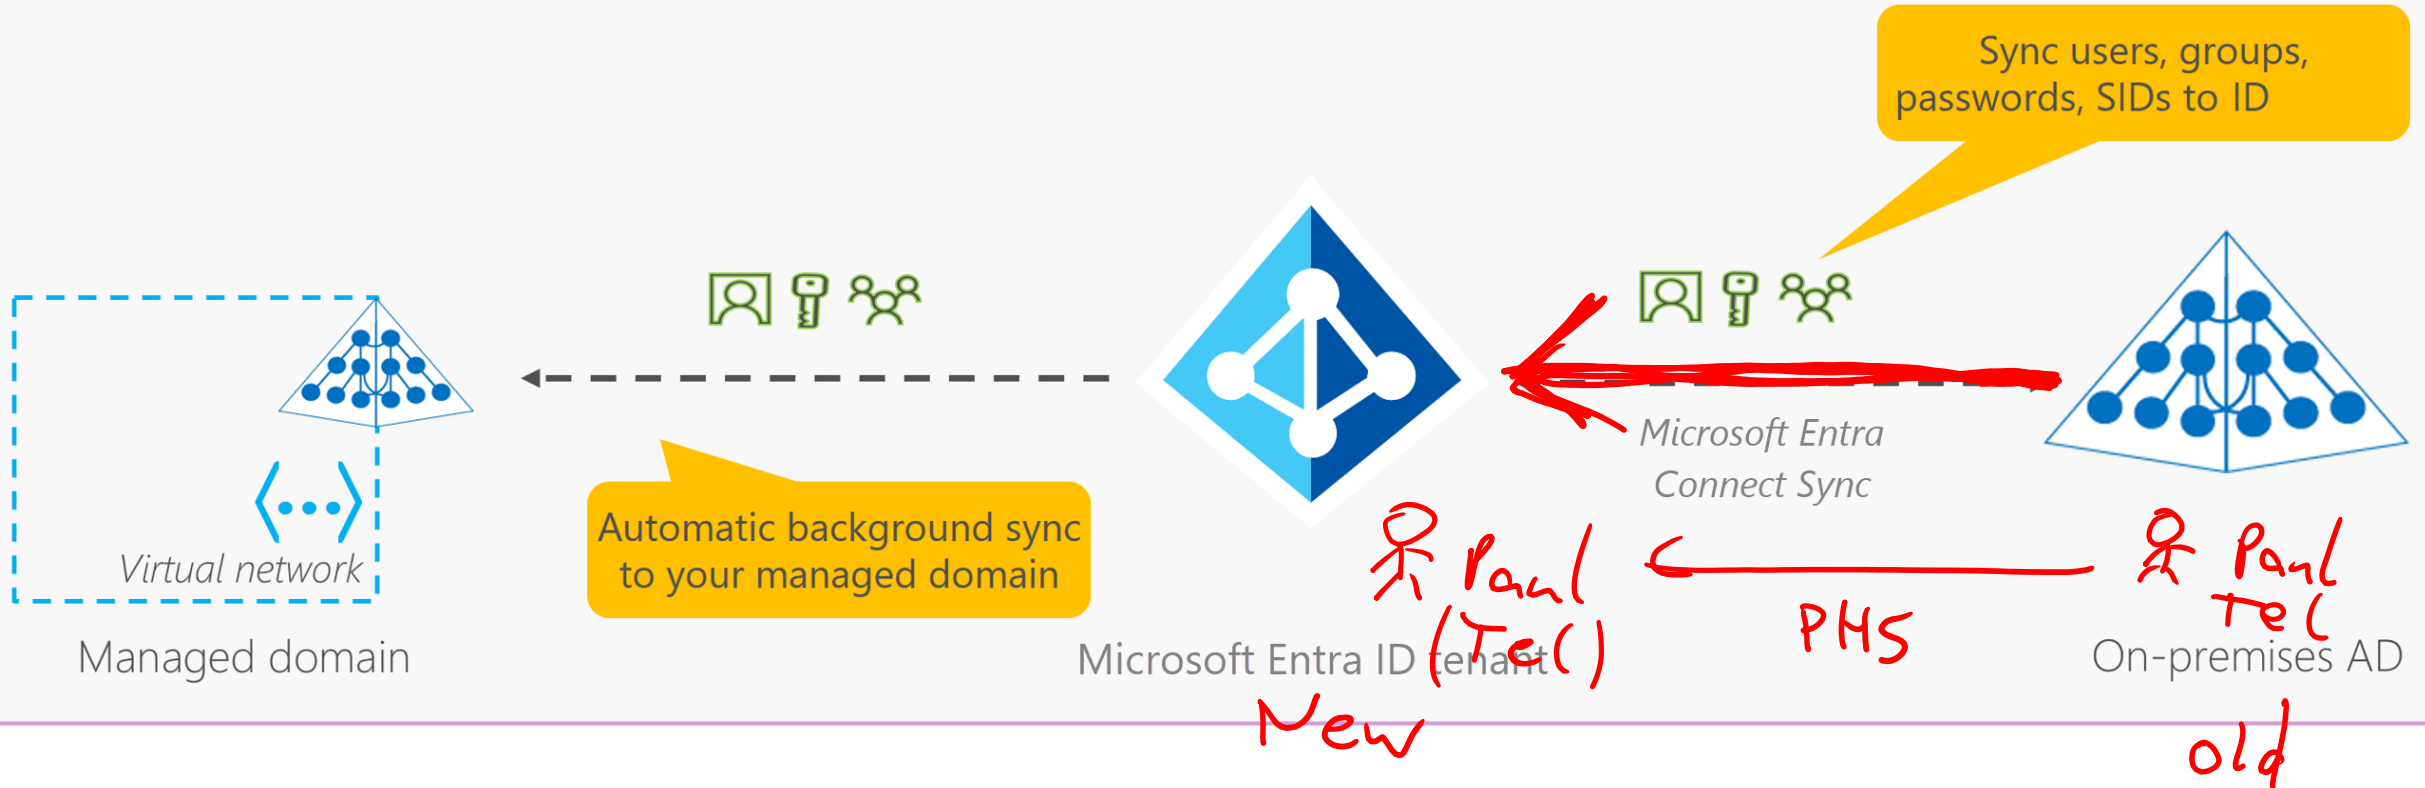 Sync users, groups,
passwords, SIDs to ID
Microsoft Entra
Connect Sync
Automatic background sync
to your managed domain
Virtual network
Managed domain
Microsoft Entra ID tenant
On-premises AD
Paul
(Tel)
New
PHS
Paul
Tel
old